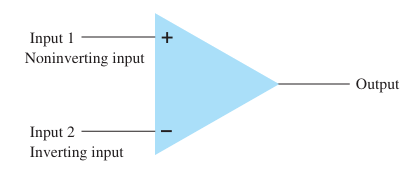 Input 1
Noninverting input
+
Output
Input 2
−
Inverting input